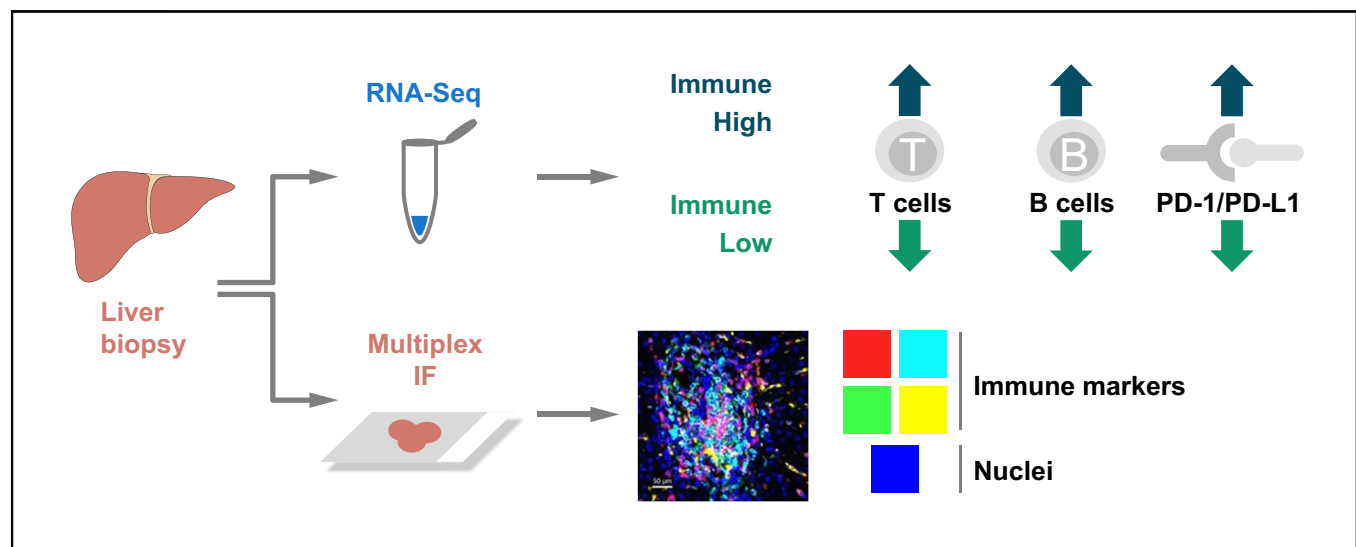 RNA-Seq
Immune
High
T
B
Immune
Low
T cells
B cells
PD-1/PD-L1
Liver
biopsy
Multiplex
IF
50 μm
Immune markers
Nuclei